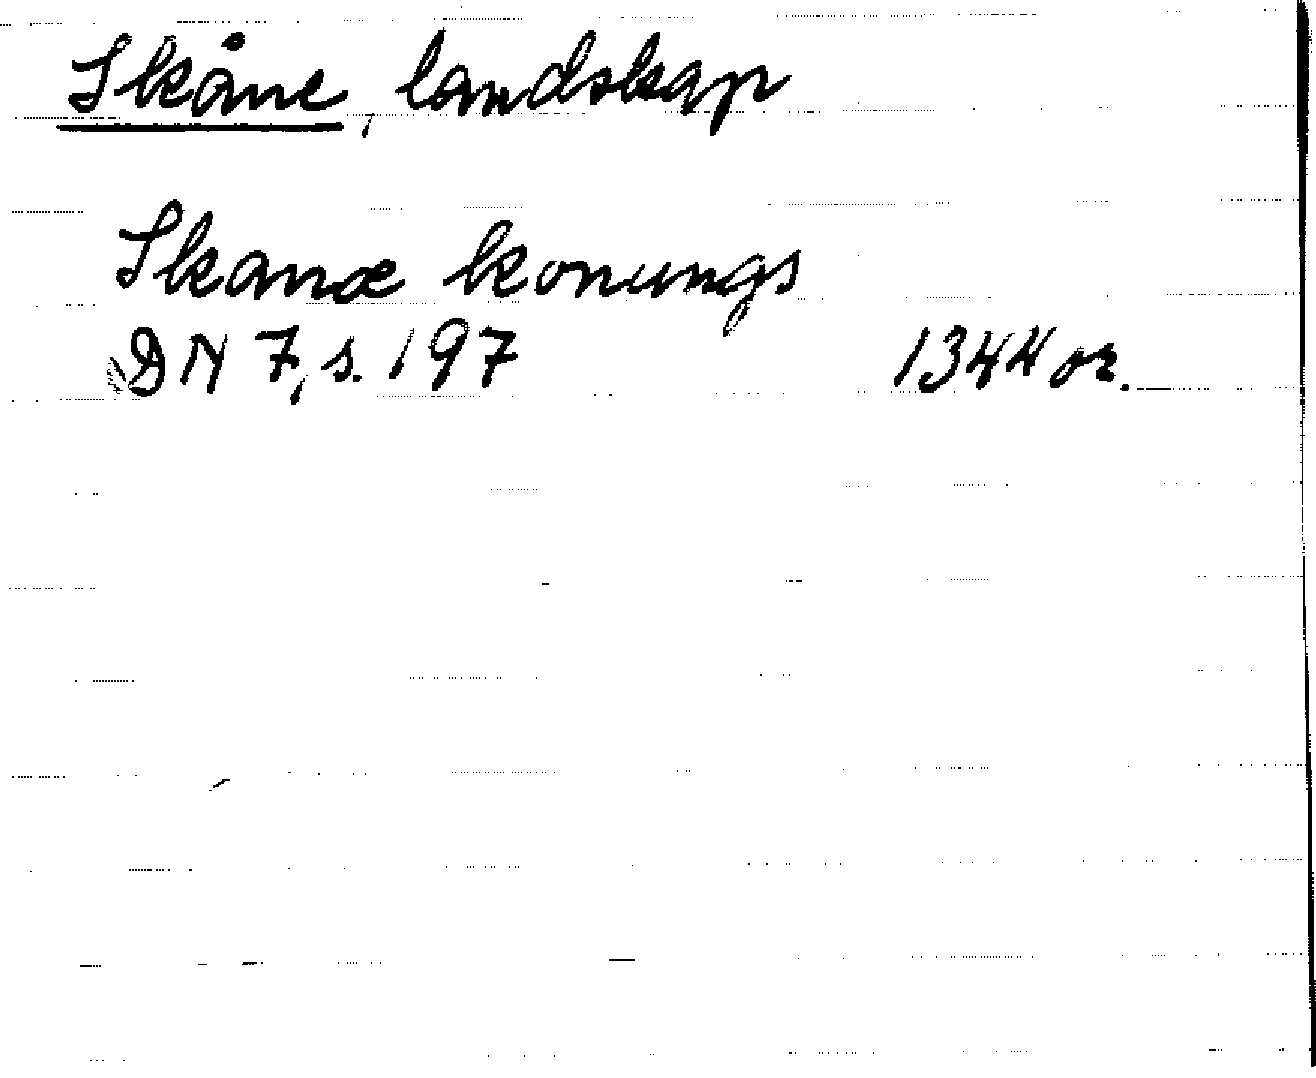 Skåne, landskap
Skanæ konungs
DN 7, s. 197 1344 or.